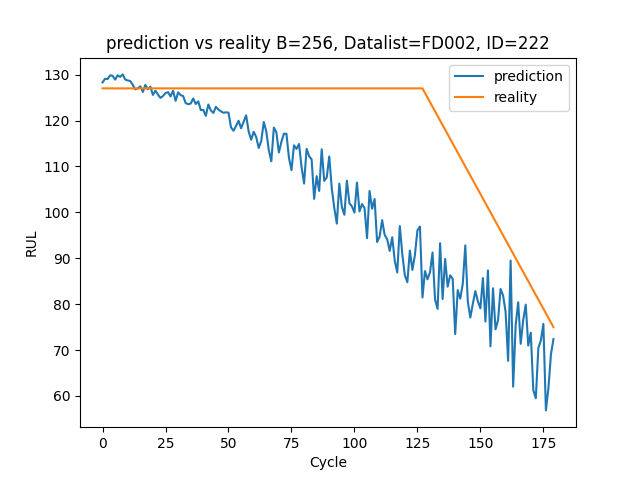 prediction vs reality B=256, Datalist=FD002, ID=222
prediction
reality
130
120
110
100
90
80
70
60
RUL
0 25 50 75 100 125 150 175
Cycle